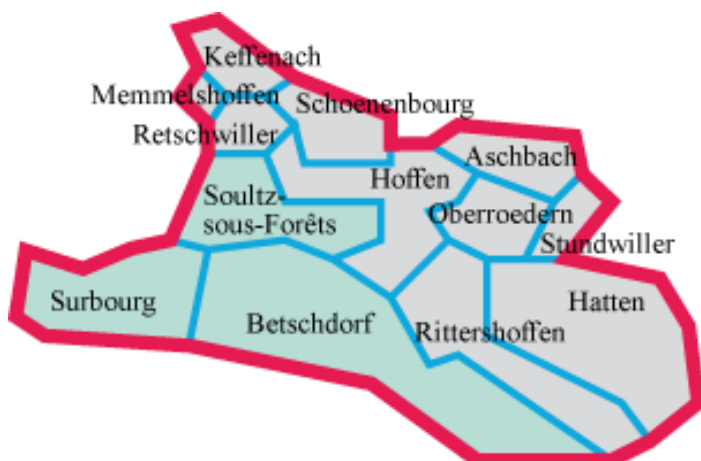 Keffenach
Memmelshoffen
Schoenenbourg
Retschwiller
Aschbach
Hoffen
Soultz-
sous-Forêts
Oberroedern
Stundwiller
Surbourg
Betschdorf
Rittershoffen
Hatten